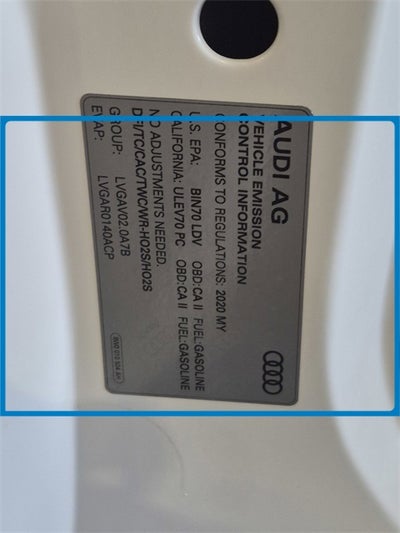 AUDI AG
VEHICLE EMISSION
CONTROL INFORMATION
CONFORMS TO REGULATIONS: 2020 MY
U.S. EPA: BIN70 LDV OBD:CA II FUEL:GASOLINE
CALIFORNIA: ULEV70 PC OBD:CA II FUEL:GASOLINE
NO ADJUSTMENTS NEEDED.
DFI/TC/CAC/TWC/WR-HO2S/HO2S
GROUP: LVGAV02.0A7B
EVAP: LVGAR0140ACP